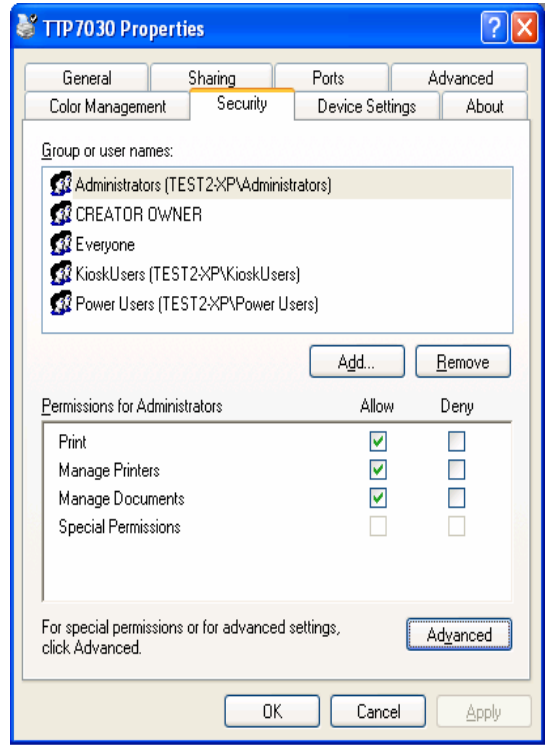 TTP7030 Properties
General Sharing Ports Advanced
Color Management Security Device Settings About
Group or user names:
Administrators (TEST2-XP\Administrators)
CREATOR OWNER
Everyone
KioskUsers (TEST2-XP\KioskUsers)
Power Users (TEST2-XP\Power Users)
Add... Remove
Permissions for Administrators Allow Deny
Print
Manage Printers
Manage Documents
Special Permissions
For special permissions or for advanced settings,
click Advanced.
Advanced
OK Cancel Apply